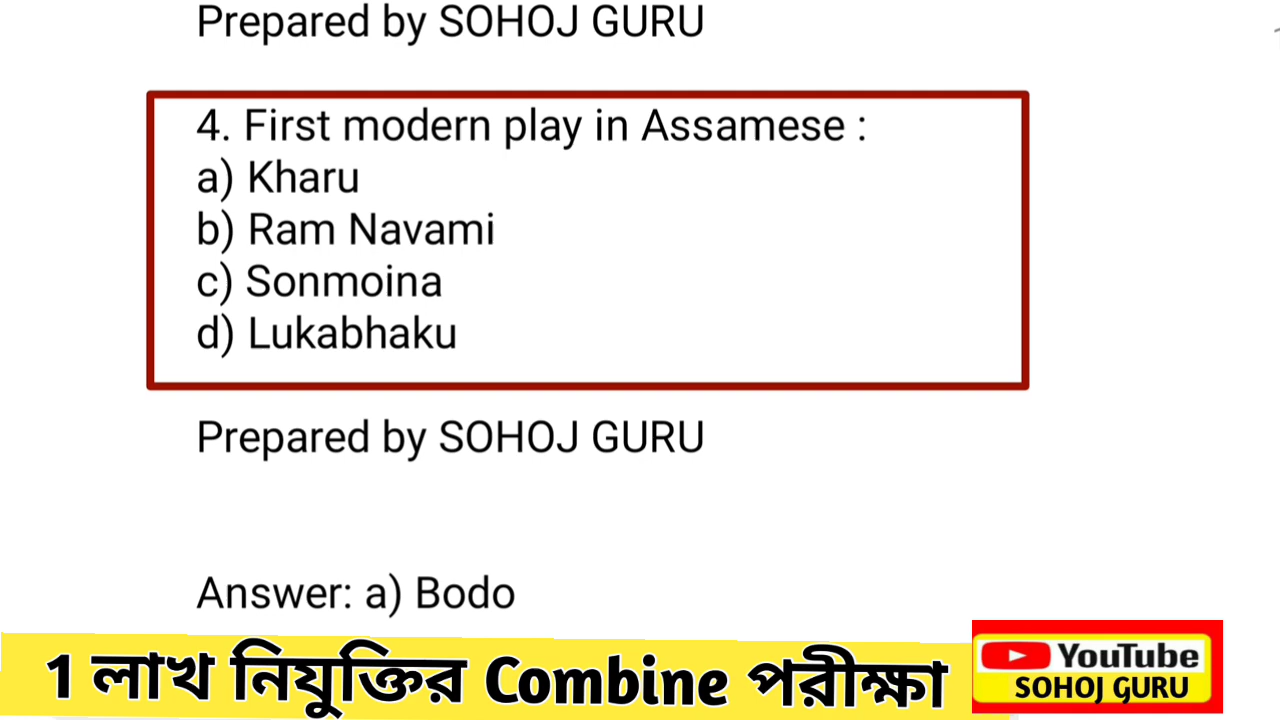 Prepared by SOHOJ GURU
4. First modern play in Assamese :
a) Kharu
b) Ram Navami
c) Sonmoina
d) Lukabhaku
Prepared by SOHOJ GURU
Answer: a) Bodo
1 লাখ নিযুক্তির Combine পরীক্ষা
YouTube
SOHOJ GURU